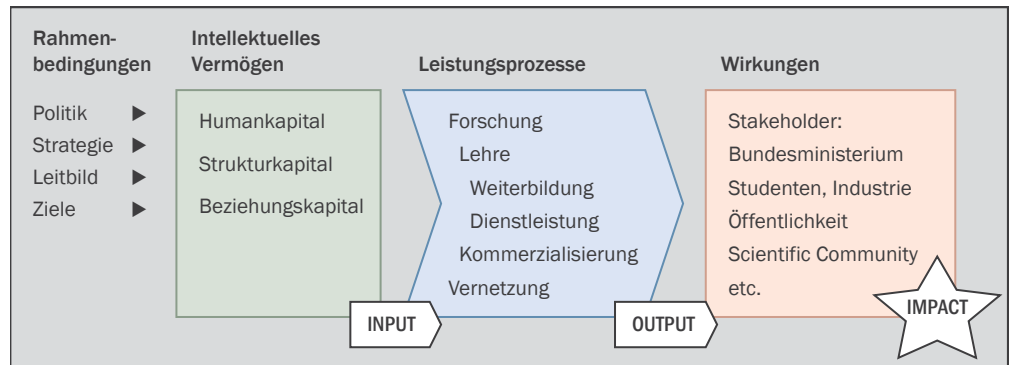 Rahmen-
bedingungen
Politik
Strategie
Leitbild
Ziele
Intellektuelles
Vermögen
Humankapital
Strukturkapital
Beziehungskapital
INPUT
Leistungsprozesse
Forschung
Lehre
Weiterbildung
Dienstleistung
Kommerzialisierung
Vernetzung
OUTPUT
Wirkungen
Stakeholder:
Bundesministerium
Studenten, Industrie
Öffentlichkeit
Scientific Community
etc.
IMPACT